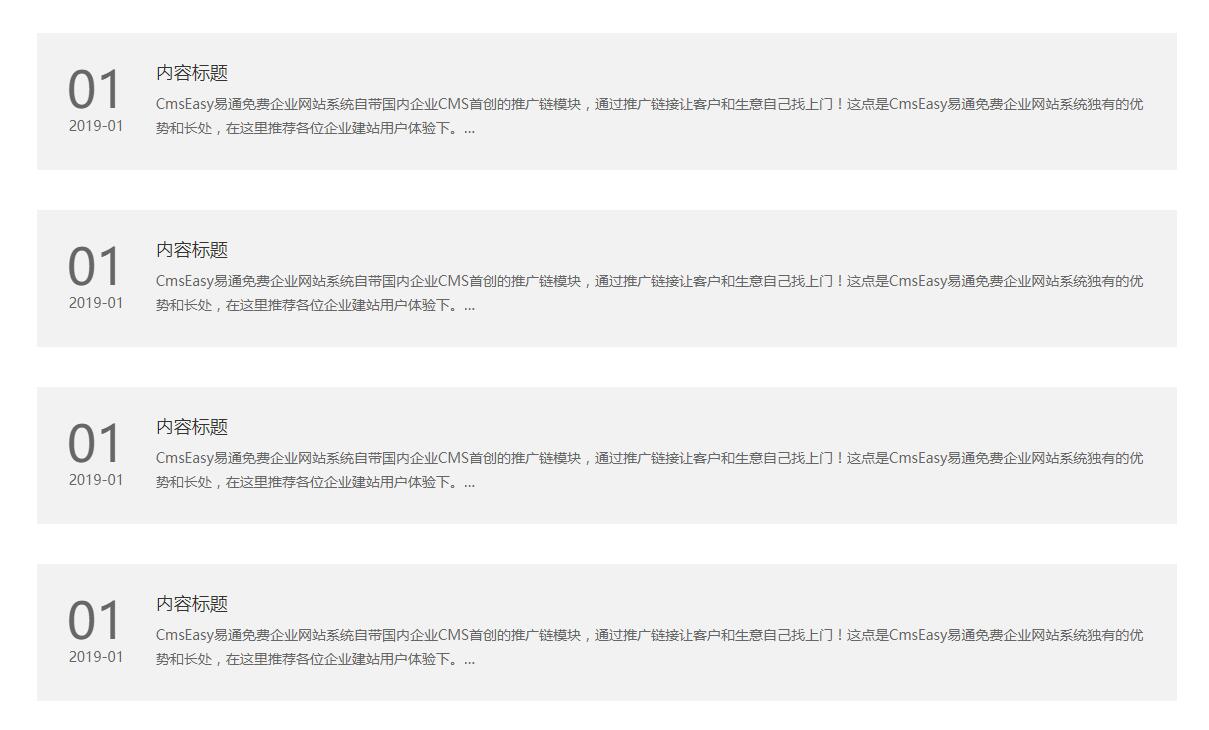 01
2019-01
内容标题
CmsEasy易通免费企业网站系统自带国内企业CMS首创的推广链模块，通过推广链接让客户和生意自己找上门！这点是CmsEasy易通免费企业网站系统独有的优
势和长处，在这里推荐各位企业建站用户体验下。...
01
2019-01
内容标题
CmsEasy易通免费企业网站系统自带国内企业CMS首创的推广链模块，通过推广链接让客户和生意自己找上门！这点是CmsEasy易通免费企业网站系统独有的优
势和长处，在这里推荐各位企业建站用户体验下。...
01
2019-01
内容标题
CmsEasy易通免费企业网站系统自带国内企业CMS首创的推广链模块，通过推广链接让客户和生意自己找上门！这点是CmsEasy易通免费企业网站系统独有的优
势和长处，在这里推荐各位企业建站用户体验下。...
01
2019-01
内容标题
CmsEasy易通免费企业网站系统自带国内企业CMS首创的推广链模块，通过推广链接让客户和生意自己找上门！这点是CmsEasy易通免费企业网站系统独有的优
势和长处，在这里推荐各位企业建站用户体验下。...